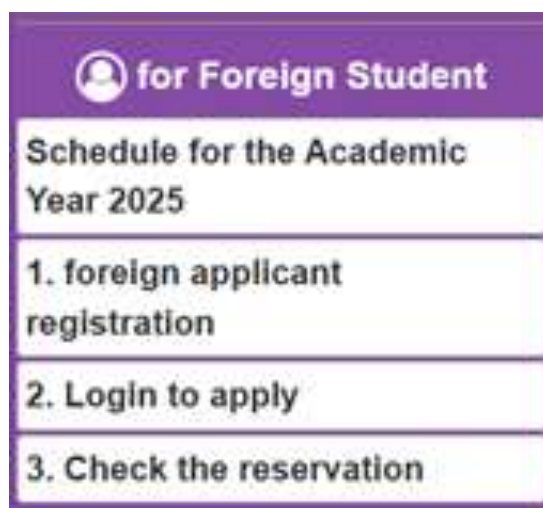 for Foreign Student
Schedule for the Academic
Year 2025
1. foreign applicant
registration
2. Login to apply
3. Check the reservation